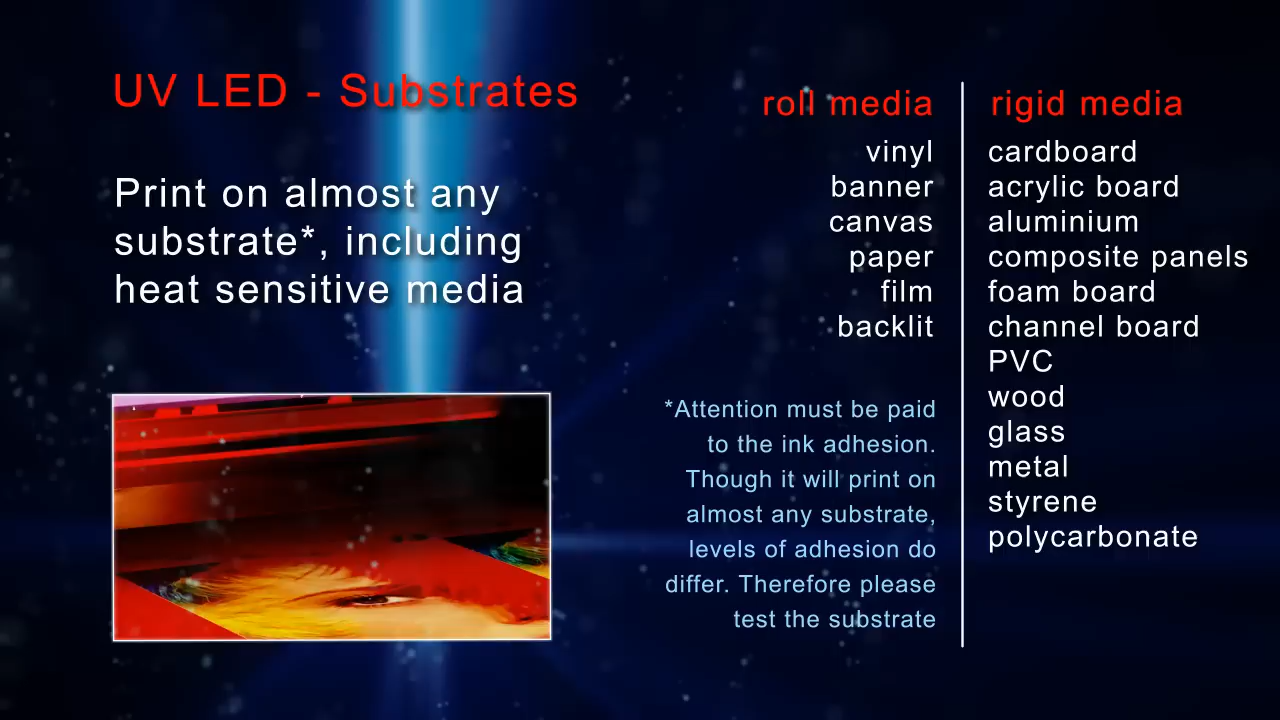 UV LED - Substrates
Print on almost any
substrate*, including
heat sensitive media
roll media
vinyl
banner
canvas
paper
film
backlit
*Attention must be paid
to the ink adhesion.
Though it will print on
almost any substrate,
levels of adhesion do
differ. Therefore please
test the substrate
rigid media
cardboard
acrylic board
aluminium
composite panels
foam board
channel board
PVC
wood
glass
metal
styrene
polycarbonate